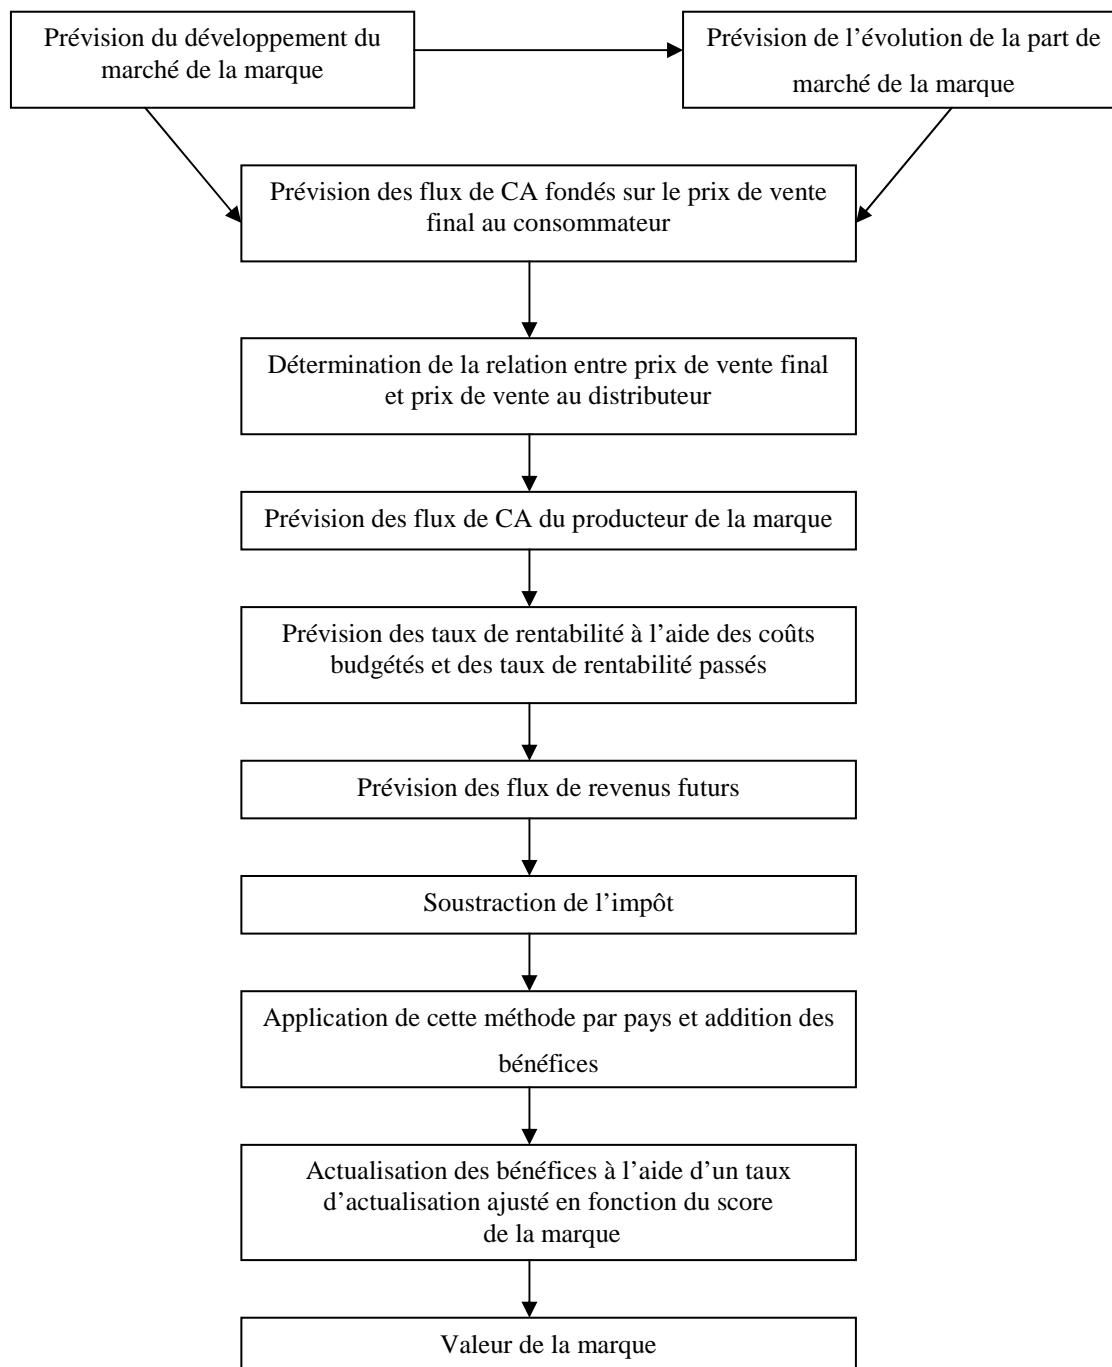 Prévision du développement du
marché de la marque
Prévision de l’évolution de la part de
marché de la marque
Prévision des flux de CA fondés sur le prix de vente
final au consommateur
Détermination de la relation entre prix de vente final
et prix de vente au distributeur
Prévision des flux de CA du producteur de la marque
Prévision des taux de rentabilité à l’aide des coûts
budgétés et des taux de rentabilité passés
Prévision des flux de revenus futurs
Soustraction de l’impôt
Application de cette méthode par pays et addition des
bénéfices
Actualisation des bénéfices à l’aide d’un taux
d’actualisation ajusté en fonction du score
de la marque
Valeur de la marque